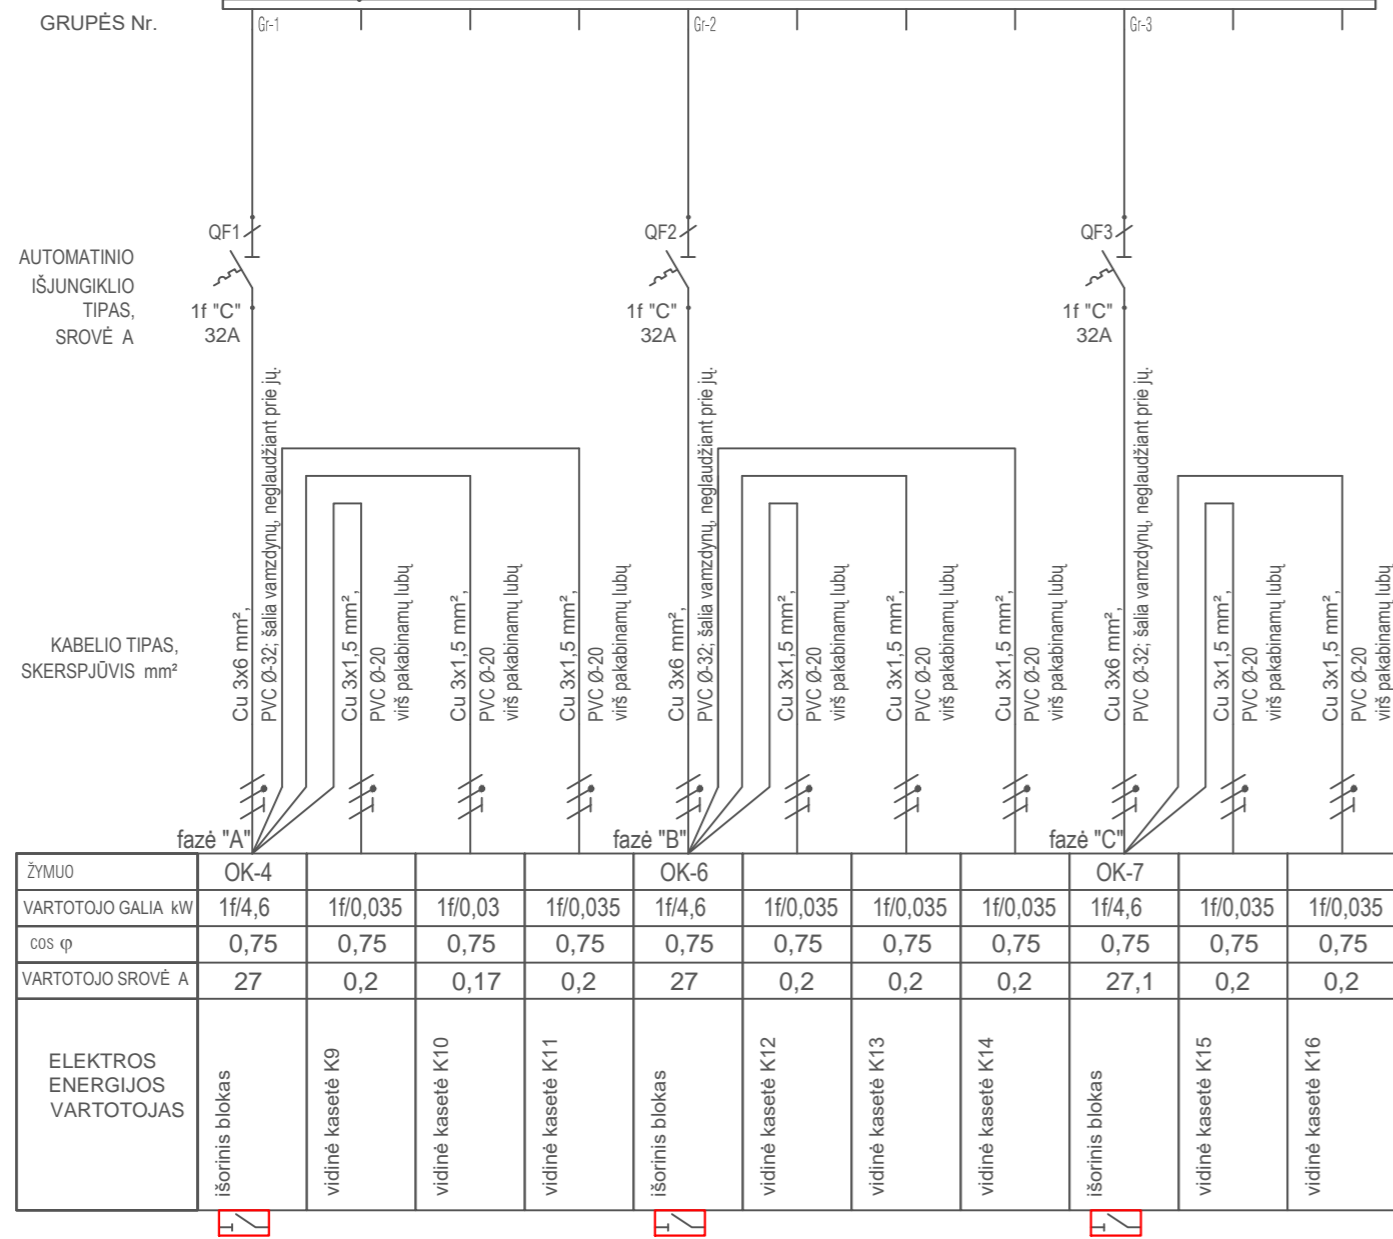 GRUPĖS Nr.
Gr-1
Gr-2
Gr-3
QF1
QF2
QF3
AUTOMATINIO
IŠJUNGIKLIO
TIPAS,
SROVĖ A
1f "C"
32A
1f "C"
32A
1f "C"
32A
KABELIO TIPAS,
SKERSPJŪVIS mm²
Cu 3x6 mm²,
PVC Ø-32; šalia vamzdynų, neglaudžiant prie jų.
Cu 3x1,5 mm²,
PVC Ø-20
virš pakabinamų lubų
Cu 3x1,5 mm²,
PVC Ø-20
virš pakabinamų lubų
Cu 3x1,5 mm²,
PVC Ø-20
virš pakabinamų lubų
Cu 3x6 mm²,
PVC Ø-32; šalia vamzdynų, neglaudžiant prie jų.
Cu 3x1,5 mm²,
PVC Ø-20
virš pakabinamų lubų
Cu 3x1,5 mm²,
PVC Ø-20
virš pakabinamų lubų
Cu 3x1,5 mm²,
PVC Ø-20
virš pakabinamų lubų
Cu 3x6 mm²,
PVC Ø-32; šalia vamzdynų, neglaudžiant prie jų.
Cu 3x1,5 mm²,
PVC Ø-20
virš pakabinamų lubų
Cu 3x1,5 mm²,
PVC Ø-20
virš pakabinamų lubų
fazė "A"
fazė "B"
fazė "C"
ŽYMUO OK-4 OK-6 OK-7
VARTOTOJO GALIA kW 1f/4,6 1f/0,035 1f/0,03 1f/0,035 1f/4,6 1f/0,035 1f/0,035 1f/0,035 1f/4,6 1f/0,035 1f/0,035
cos φ 0,75 0,75 0,75 0,75 0,75 0,75 0,75 0,75 0,75 0,75 0,75
VARTOTOJO SROVĖ A 27 0,2 0,17 0,2 27 0,2 0,2 0,2 27,1 0,2 0,2
ELEKTROS
ENERGIJOS
VARTOTOJAS
išorinis blokas
vidinė kasetė K9
vidinė kasetė K10
vidinė kasetė K11
išorinis blokas
vidinė kasetė K12
vidinė kasetė K13
vidinė kasetė K14
išorinis blokas
vidinė kasetė K15
vidinė kasetė K16